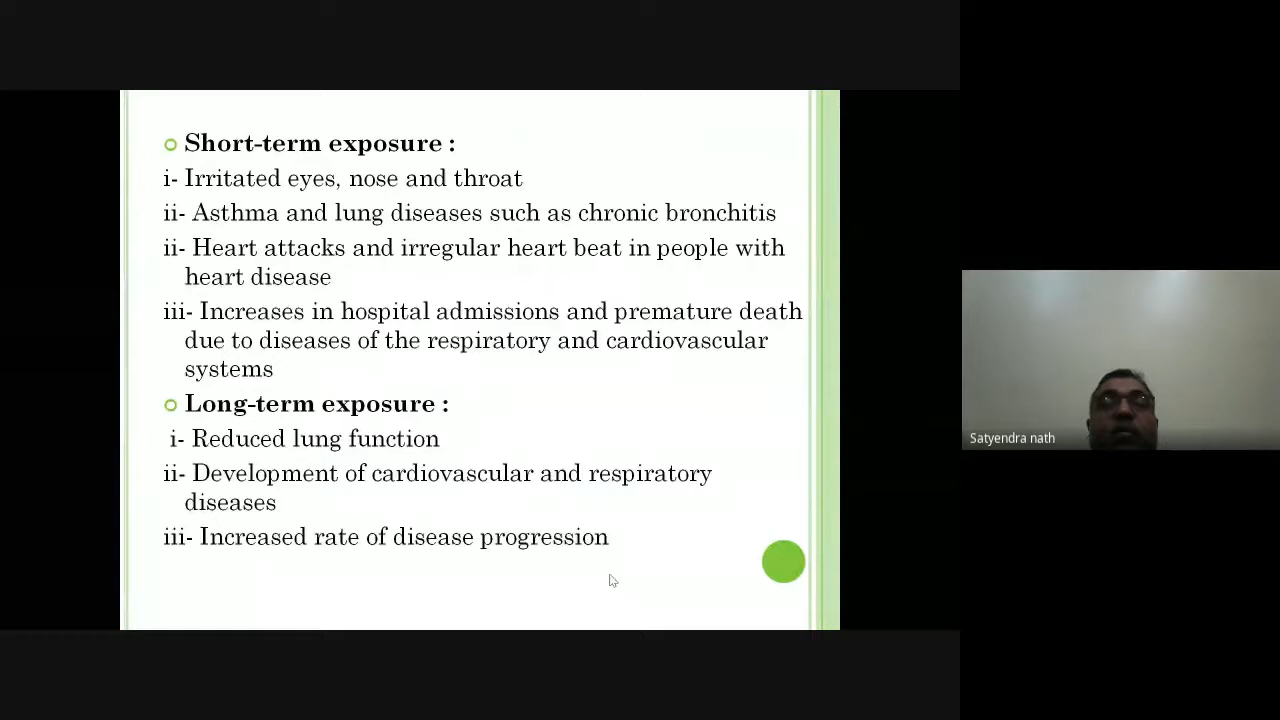 Short-term exposure :
i- Irritated eyes, nose and throat
ii- Asthma and lung diseases such as chronic bronchitis
ii- Heart attacks and irregular heart beat in people with
heart disease
iii- Increases in hospital admissions and premature death
due to diseases of the respiratory and cardiovascular
systems
Long-term exposure :
i- Reduced lung function
ii- Development of cardiovascular and respiratory
diseases
iii- Increased rate of disease progression
Satyendra nath